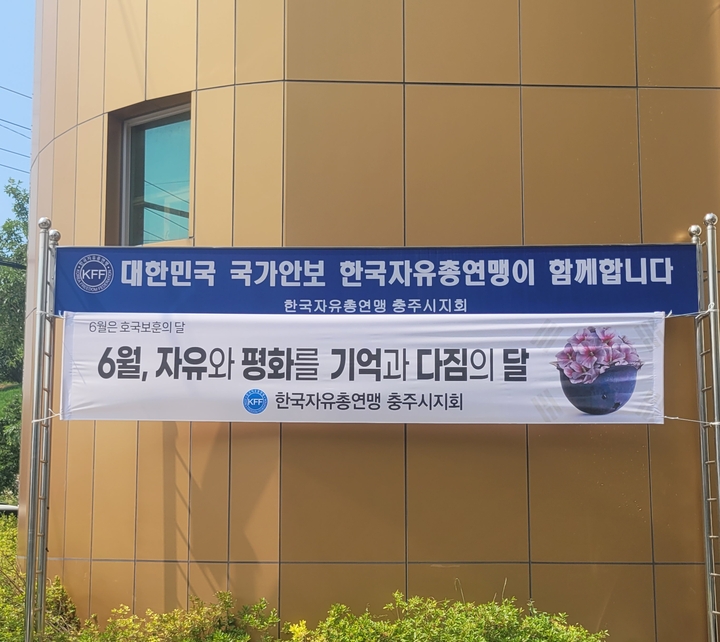 KFF 대한민국 국가안보 한국자유총연맹이 함께합니다
한국자유총연맹 충주시지회
6월은 호국보훈의 달
6월, 자유와 평화를 기억과 다짐의 달
KFF 한국자유총연맹 충주시지회